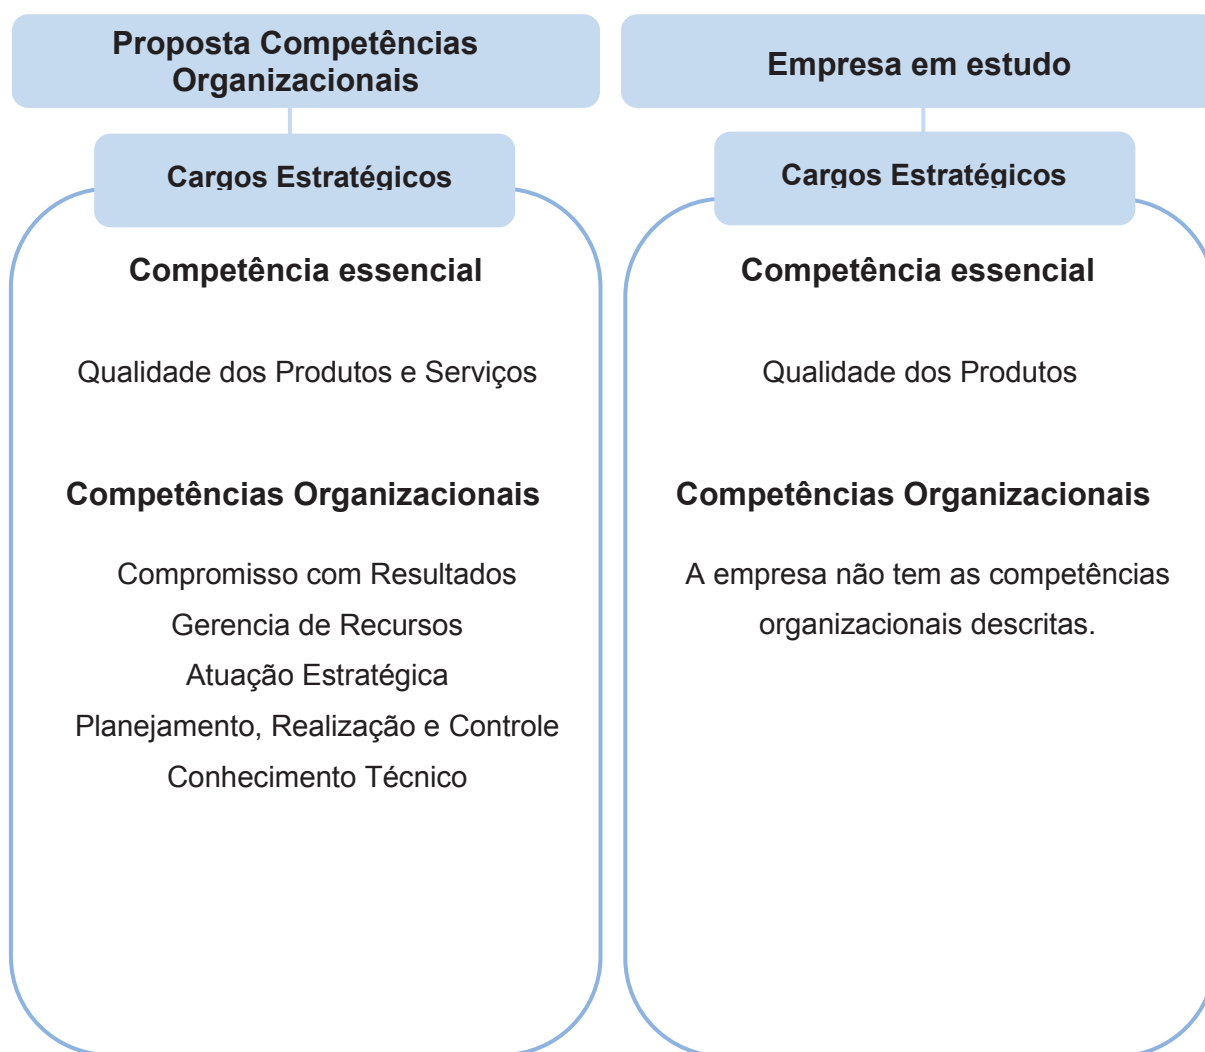 Proposta Competências
Organizacionais
Cargos Estratégicos
Competência essencial
Qualidade dos Produtos e Serviços
Competências Organizacionais
Compromisso com Resultados
Gerencia de Recursos
Atuação Estratégica
Planejamento, Realização e Controle
Conhecimento Técnico
Empresa em estudo
Cargos Estratégicos
Competência essencial
Qualidade dos Produtos
Competências Organizacionais
A empresa não tem as competências
organizacionais descritas.